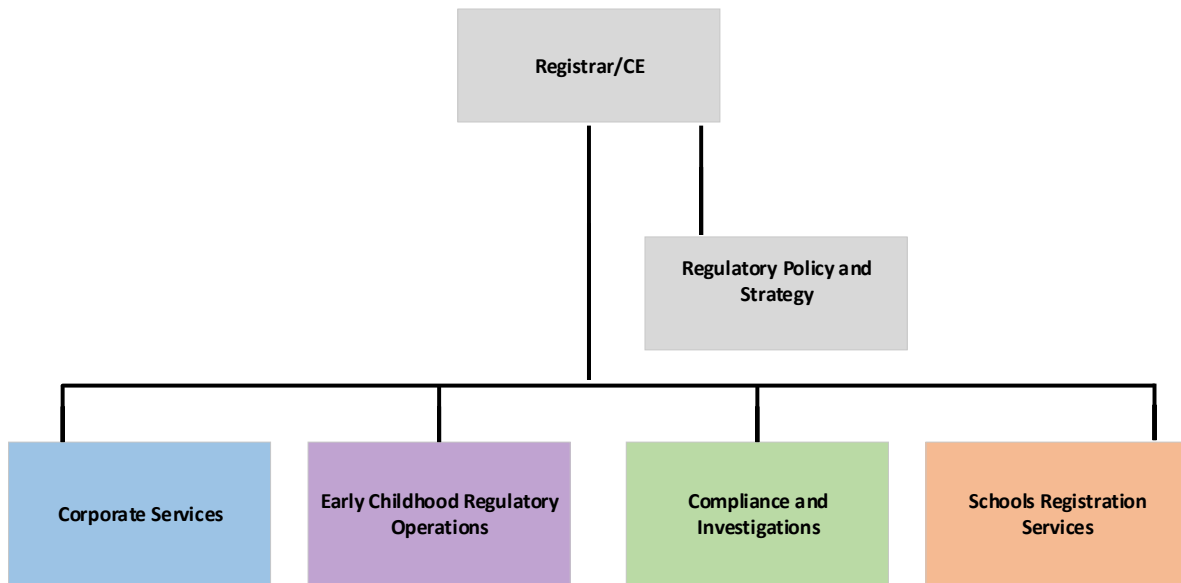 Registrar/CE
Regulatory Policy and
Strategy
Corporate Services
Early Childhood Regulatory
Operations
Compliance and
Investigations
Schools Registration
Services